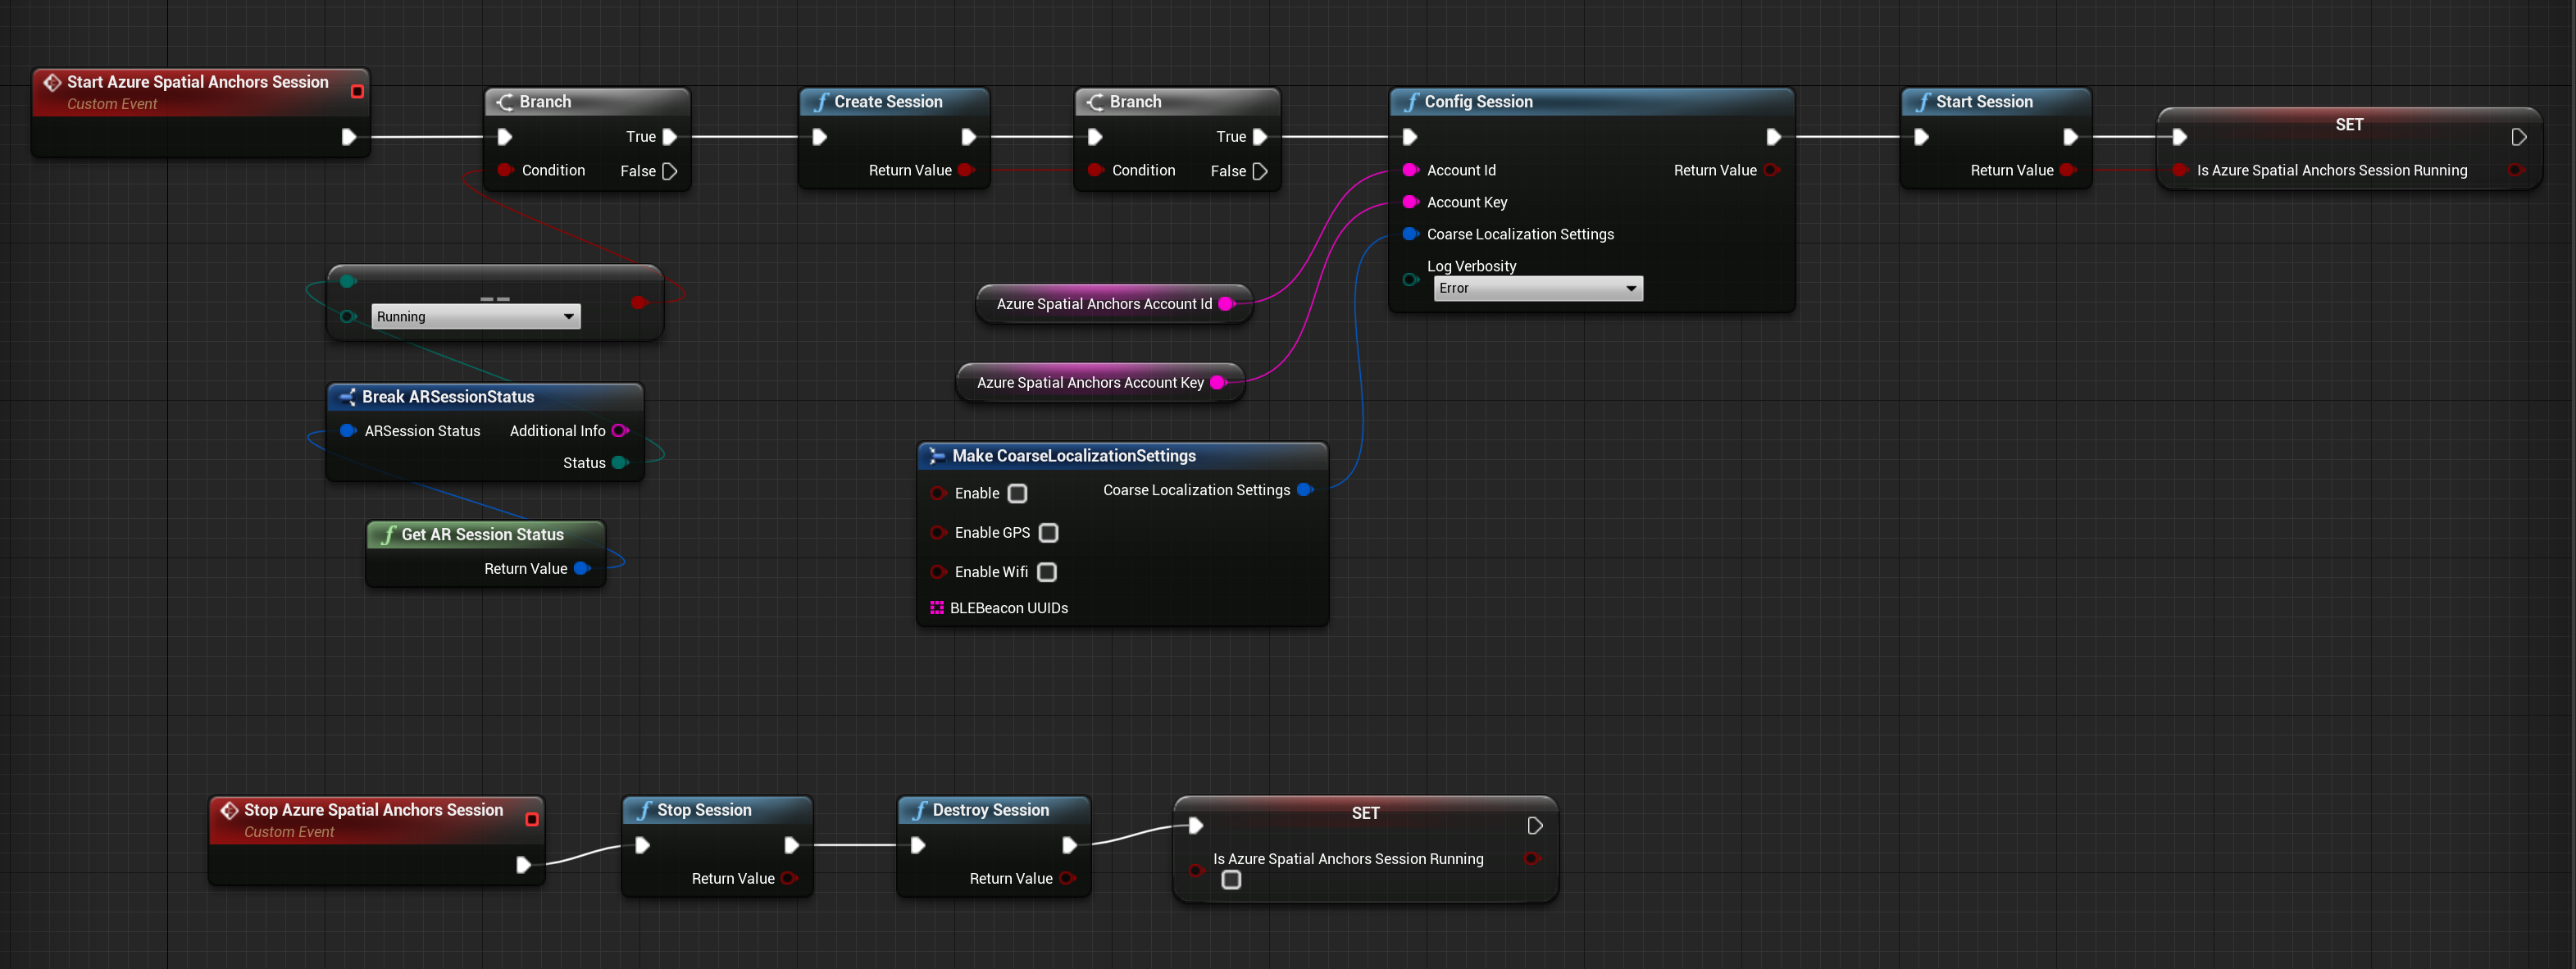 Start Azure Spatial Anchors Session
Custom Event
Branch
True
Condition
False
Create Session
Return Value
Branch
True
Condition
False
Config Session
Account Id
Return Value
Account Key
Coarse Localization Settings
Log Verbosity
Error
Start Session
Return Value
SET
Is Azure Spatial Anchors Session Running
==
Running
Azure Spatial Anchors Account Id
Azure Spatial Anchors Account Key
Break ARSessionStatus
ARSession Status
Additional Info
Status
Get AR Session Status
Return Value
Make CoarseLocalizationSettings
Enable
Coarse Localization Settings
Enable GPS
Enable Wifi
BLEBeacon UUIDs
Stop Azure Spatial Anchors Session
Custom Event
Stop Session
Return Value
Destroy Session
Return Value
SET
Is Azure Spatial Anchors Session Running